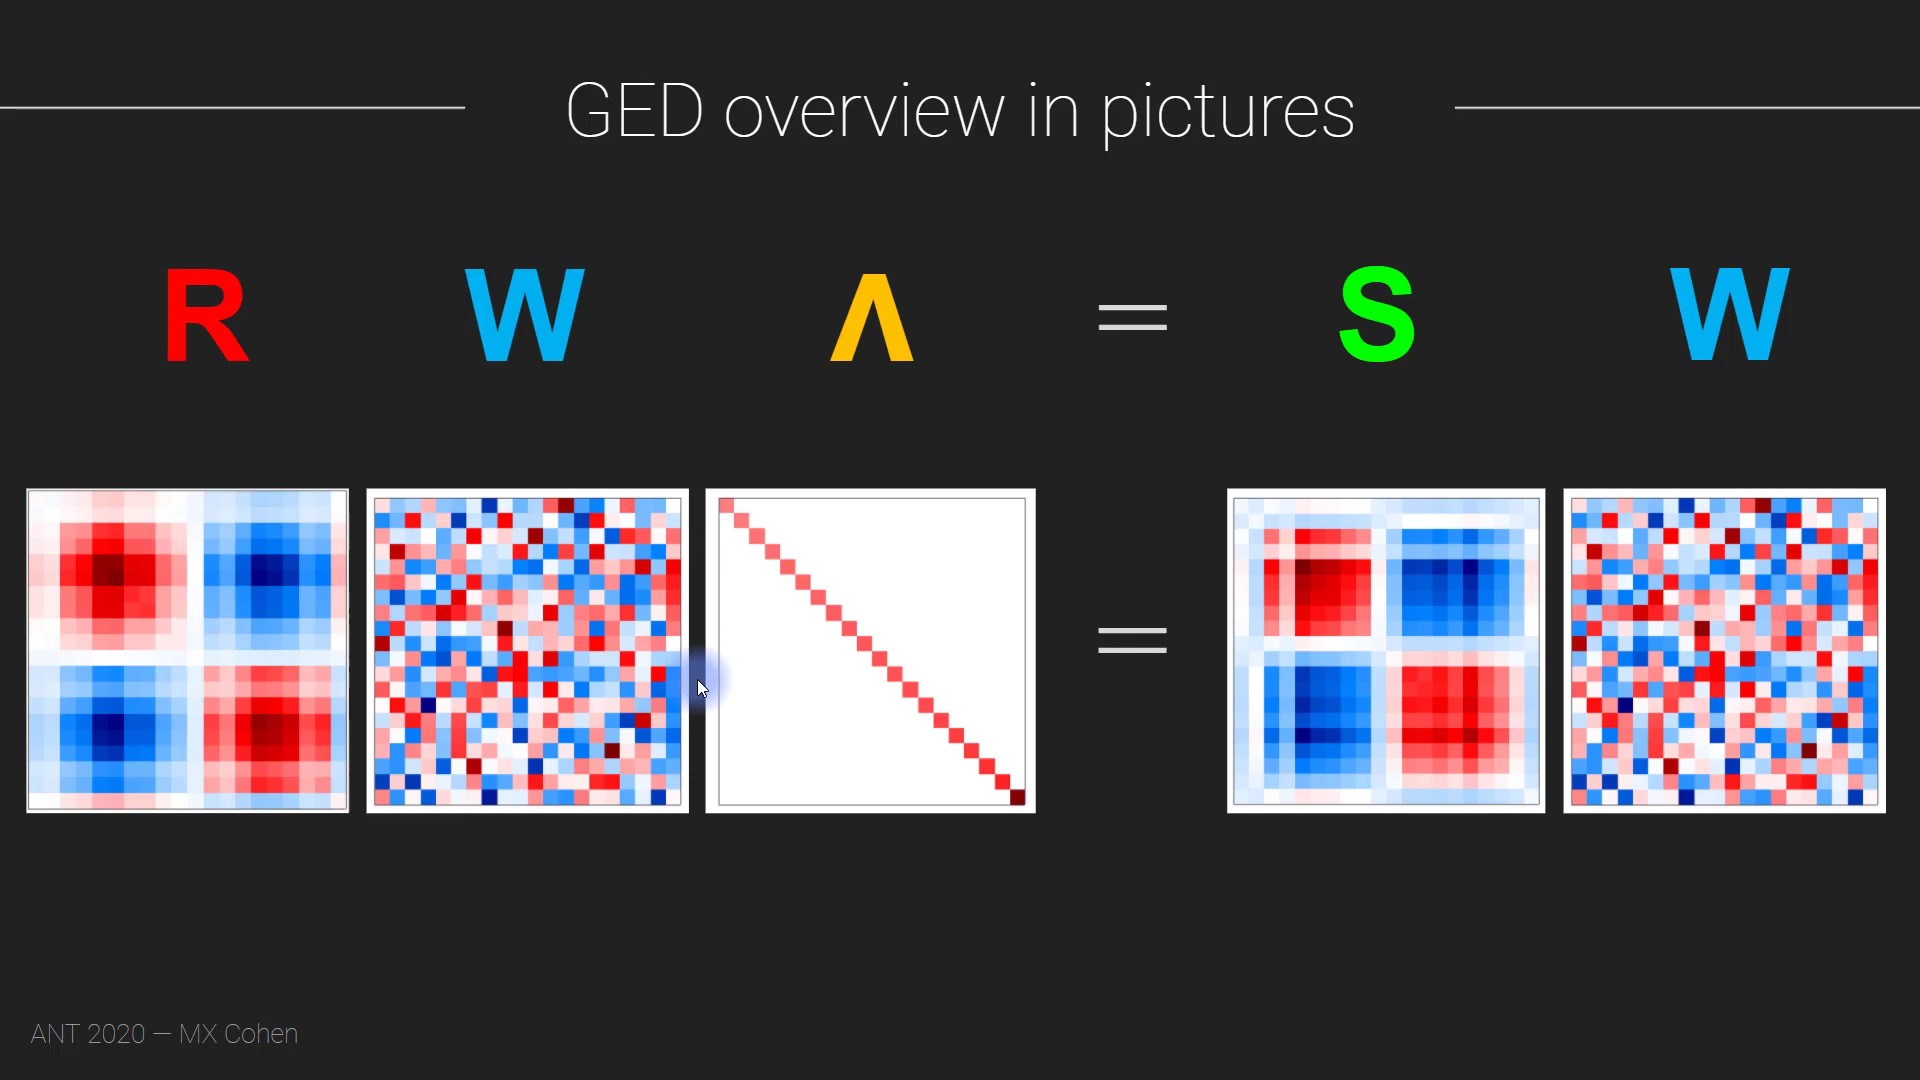 GED overview in pictures
R W Λ = S W
=
ANT 2020 — MX Cohen